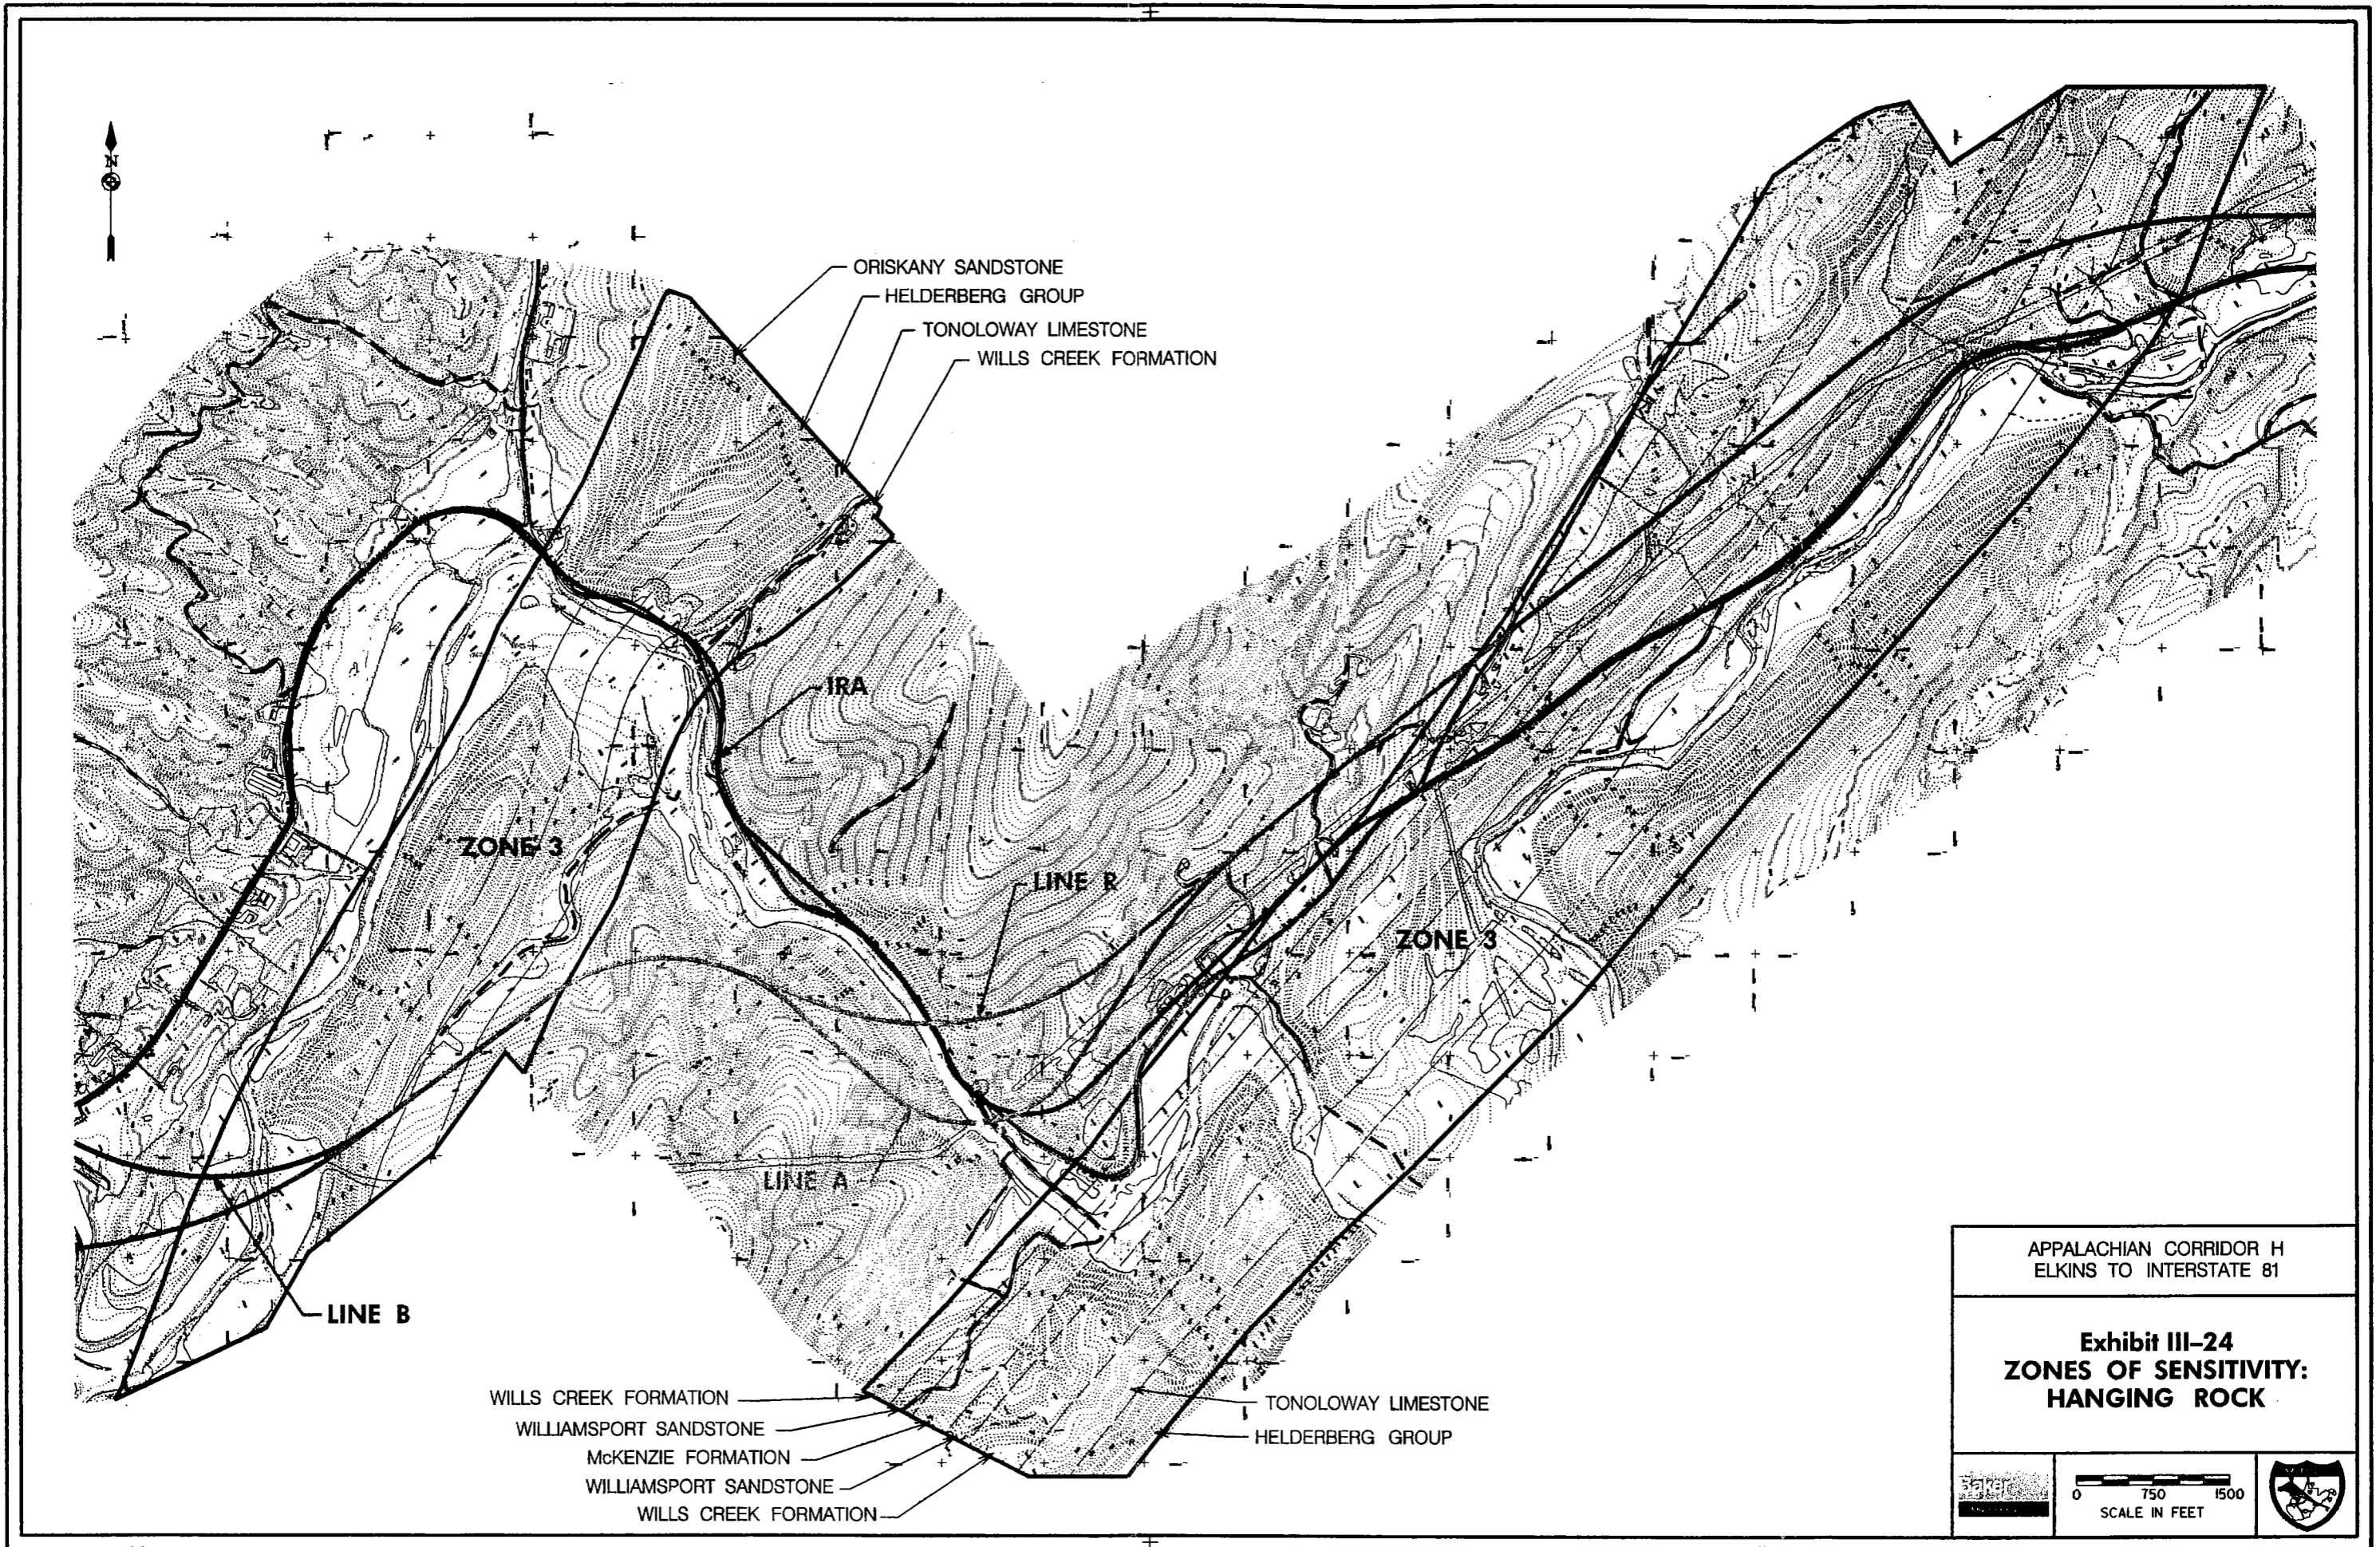 N
ORISKANY SANDSTONE
HELDERBERG GROUP
TONOLOWAY LIMESTONE
WILLS CREEK FORMATION
IRA
ZONE 3
LINE R
ZONE 3
LINE A
LINE B
WILLS CREEK FORMATION
WILLIAMSPORT SANDSTONE
McKENZIE FORMATION
WILLIAMSPORT SANDSTONE
WILLS CREEK FORMATION
TONOLOWAY LIMESTONE
HELDERBERG GROUP
APPALACHIAN CORRIDOR H
ELKINS TO INTERSTATE 81
Exhibit III-24
ZONES OF SENSITIVITY:
HANGING ROCK
Baker
0 750 1500
SCALE IN FEET